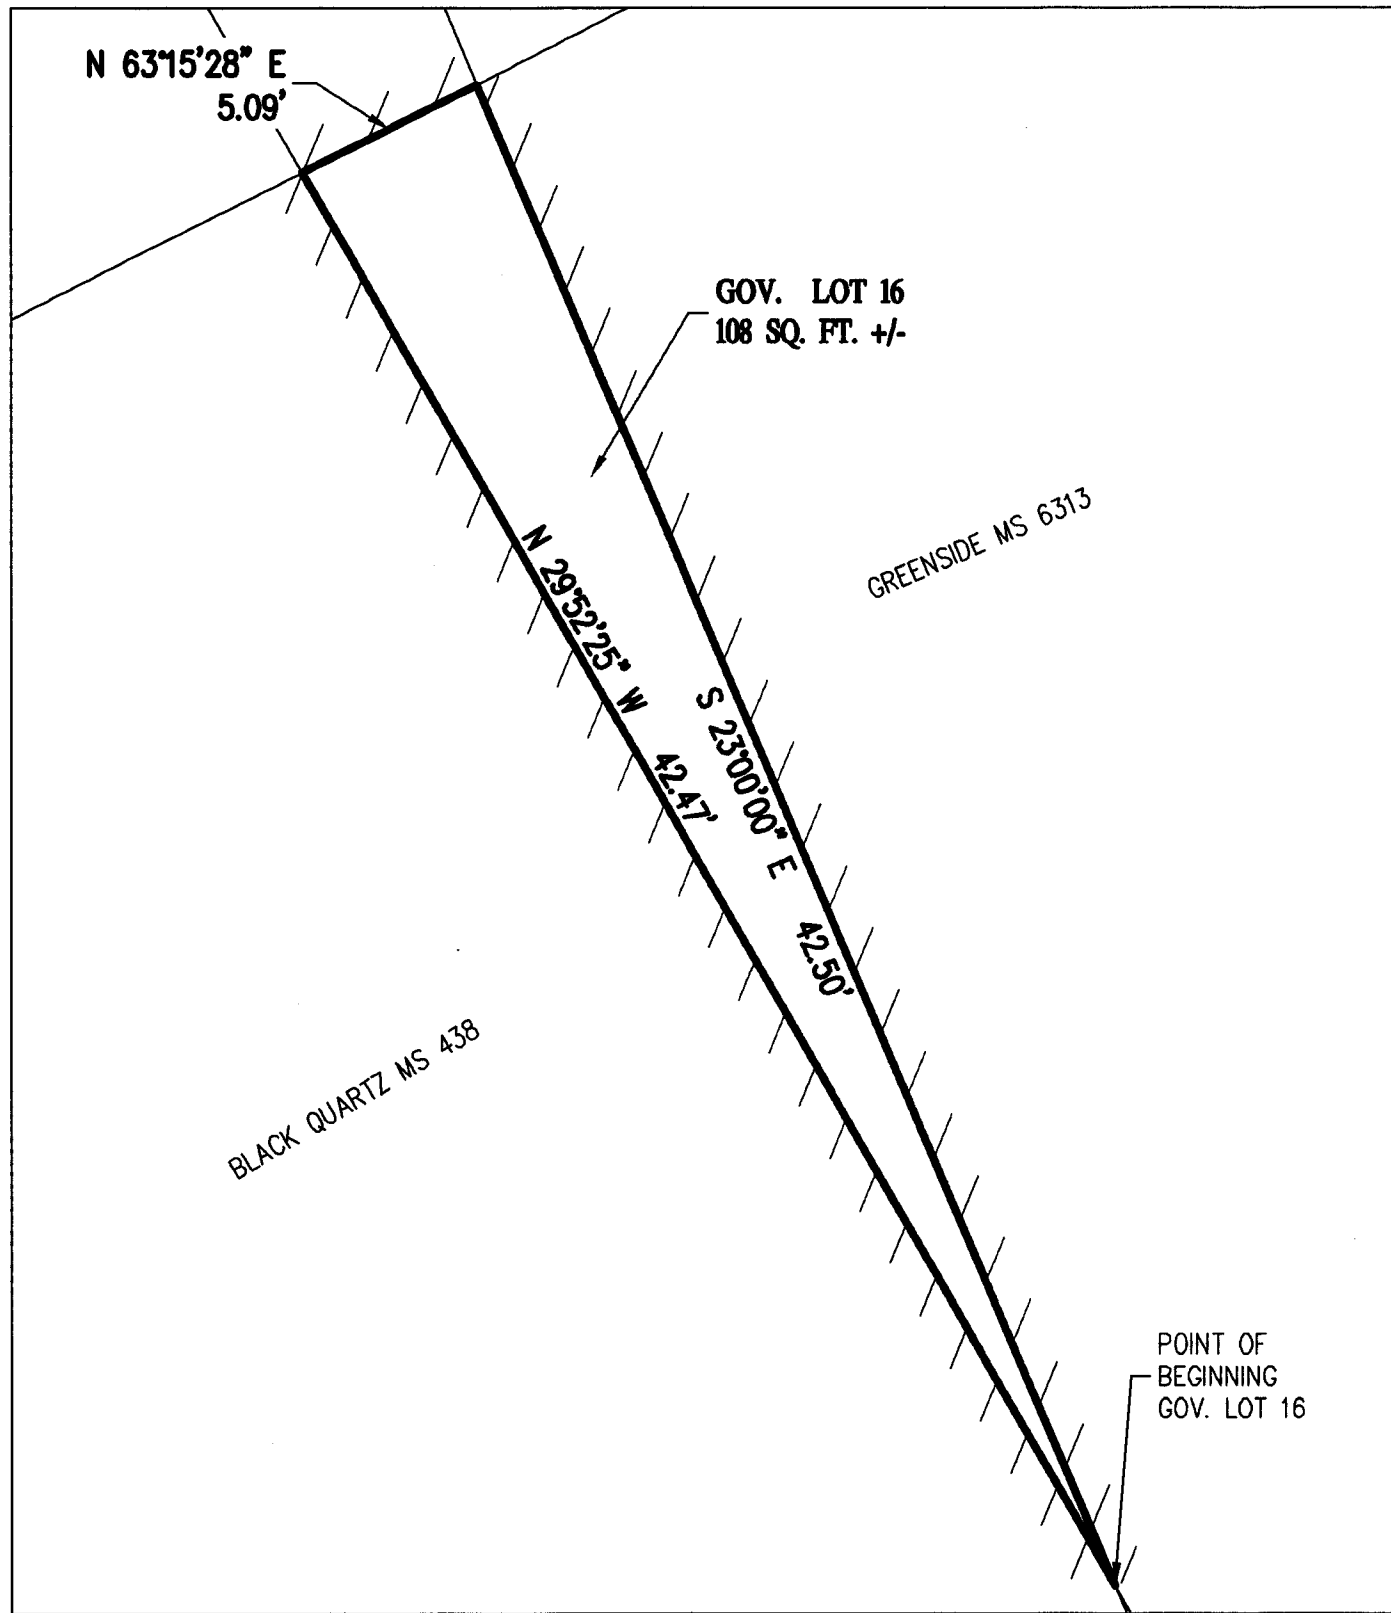 N 63°15'28" E
5.09'
GOV. LOT 16
108 SQ. FT. +/-
GREENSIDE MS 6313
N 29°52'25" W 42.47'
S 23°00'00" E 42.50'
BLACK QUARTZ MS 438
POINT OF
BEGINNING
GOV. LOT 16